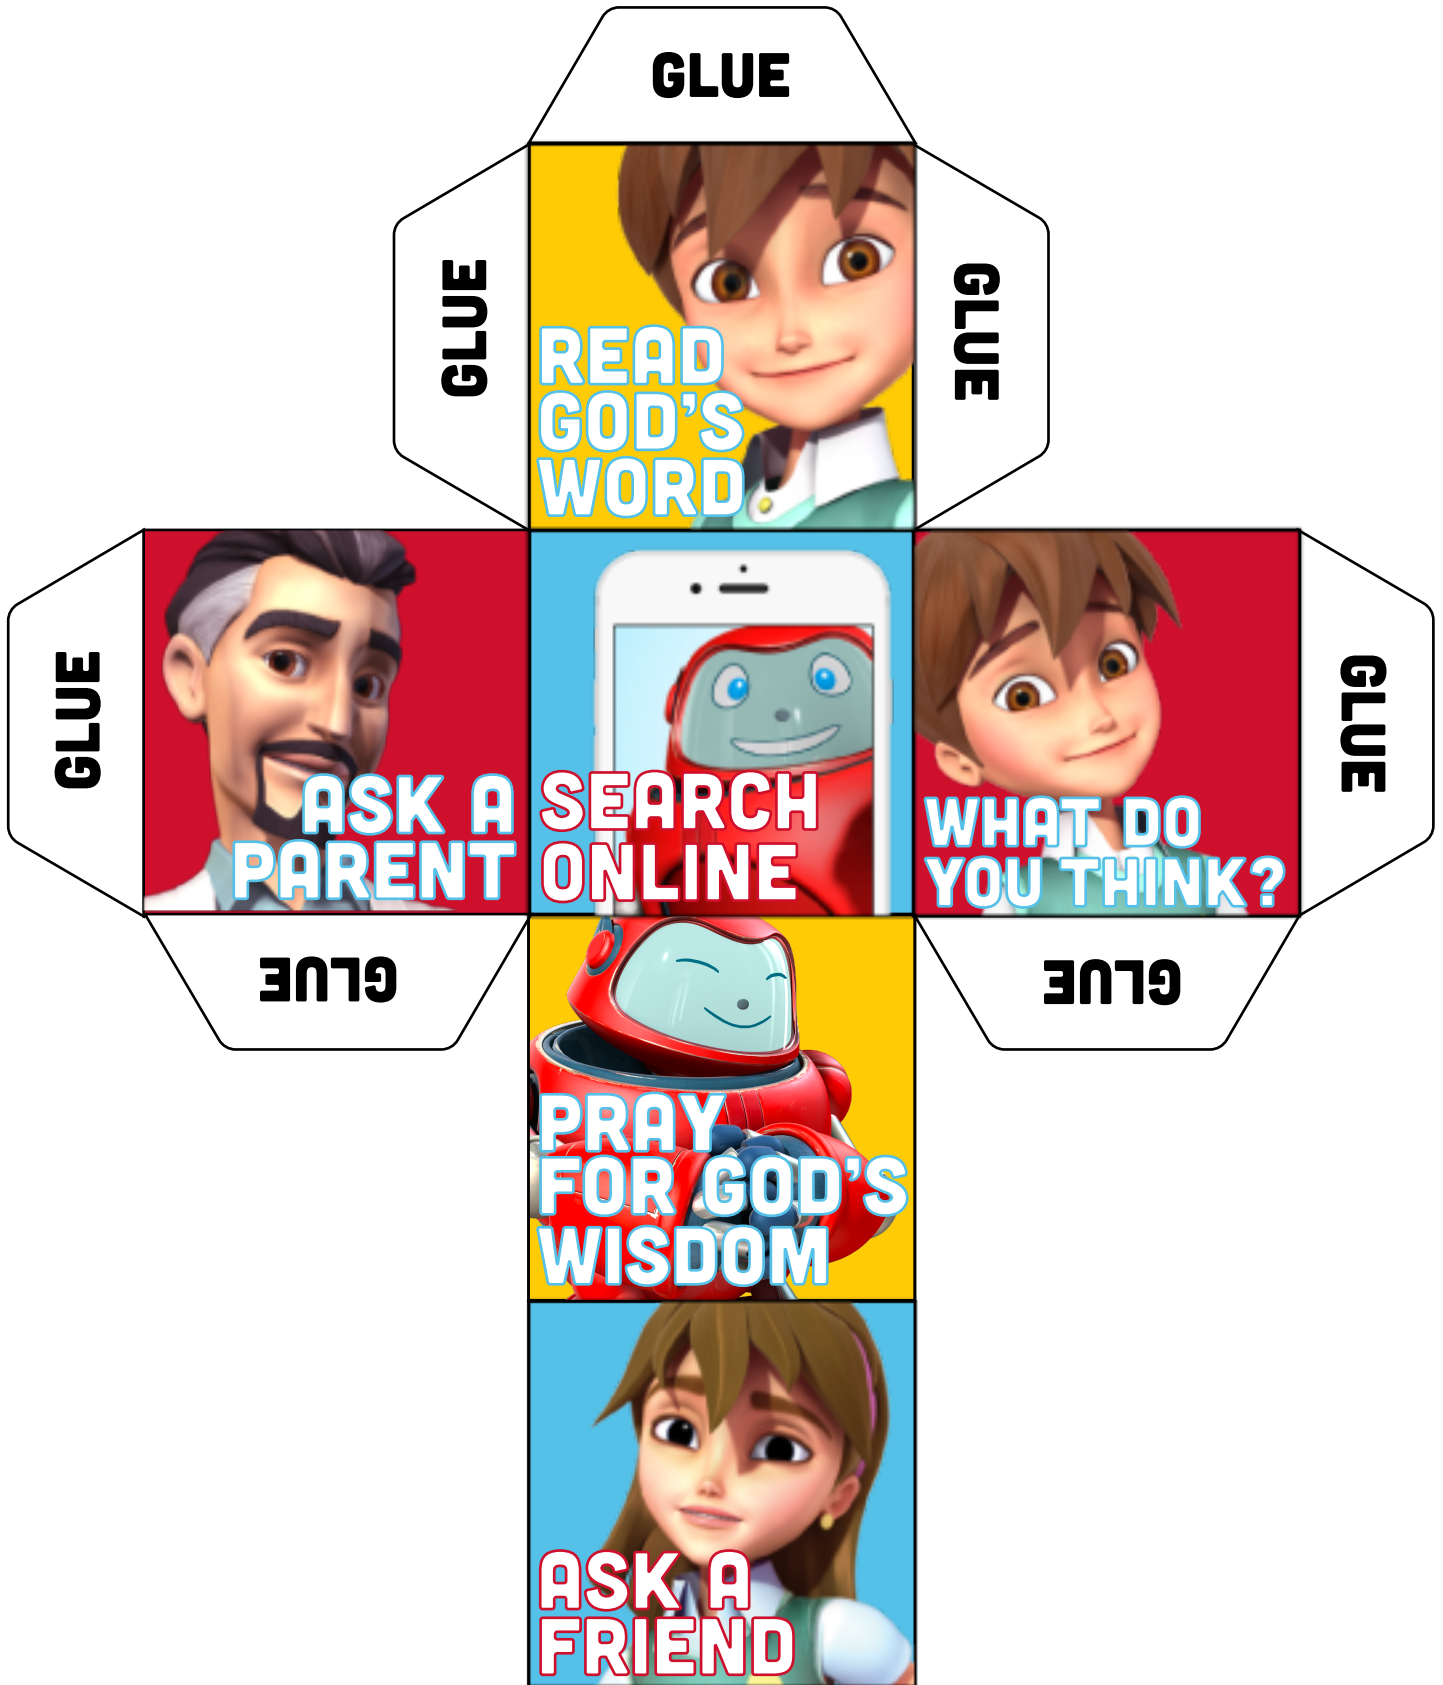 GLUE
GLUE
GLUE
READ
GOD'S
WORD
GLUE
GLUE
ASK A
PARENT
SEARCH
ONLINE
WHAT DO
YOU THINK?
GLUE
GLUE
PRAY
FOR GOD'S
WISDOM
ASK A
FRIEND